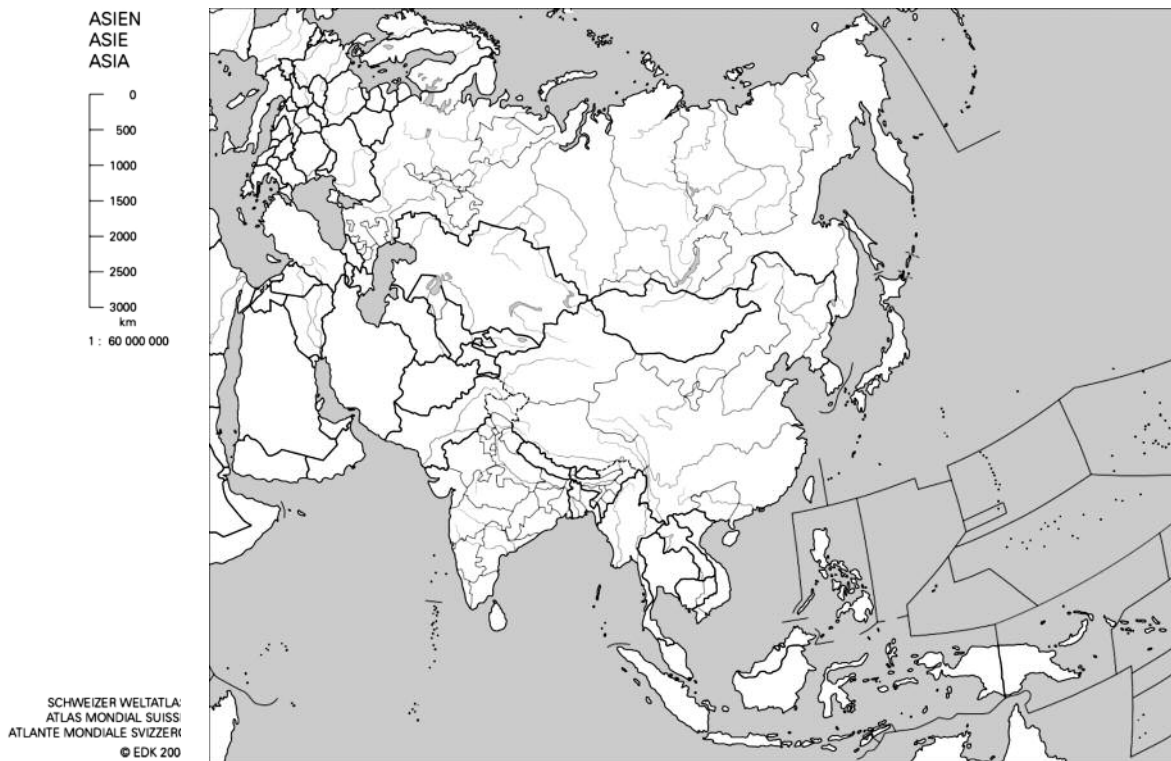 ASIEN
ASIE
ASIA
0
500
1000
1500
2000
2500
3000
km
1 : 60 000 000
SCHWEIZER WELTATLA
ATLAS MONDIAL SUISS
ATLANTE MONDIALE SVIZZER
© EDK 200